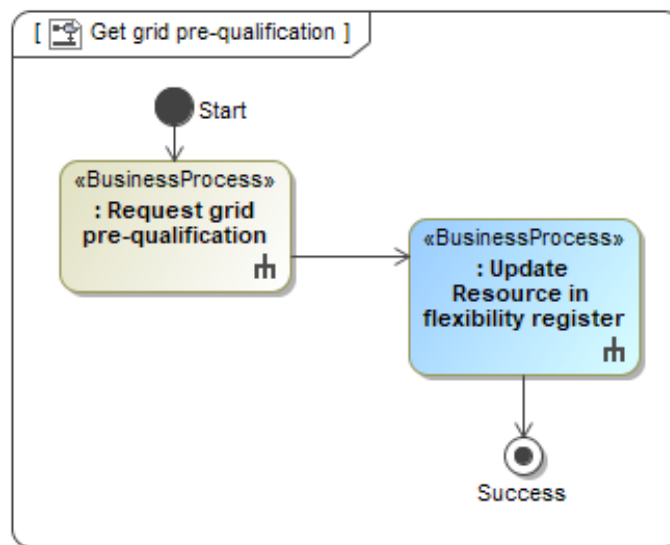 [ Get grid pre-qualification ]
Start
«BusinessProcess»
: Request grid
pre-qualification
«BusinessProcess»
: Update
Resource in
flexibility register
Success